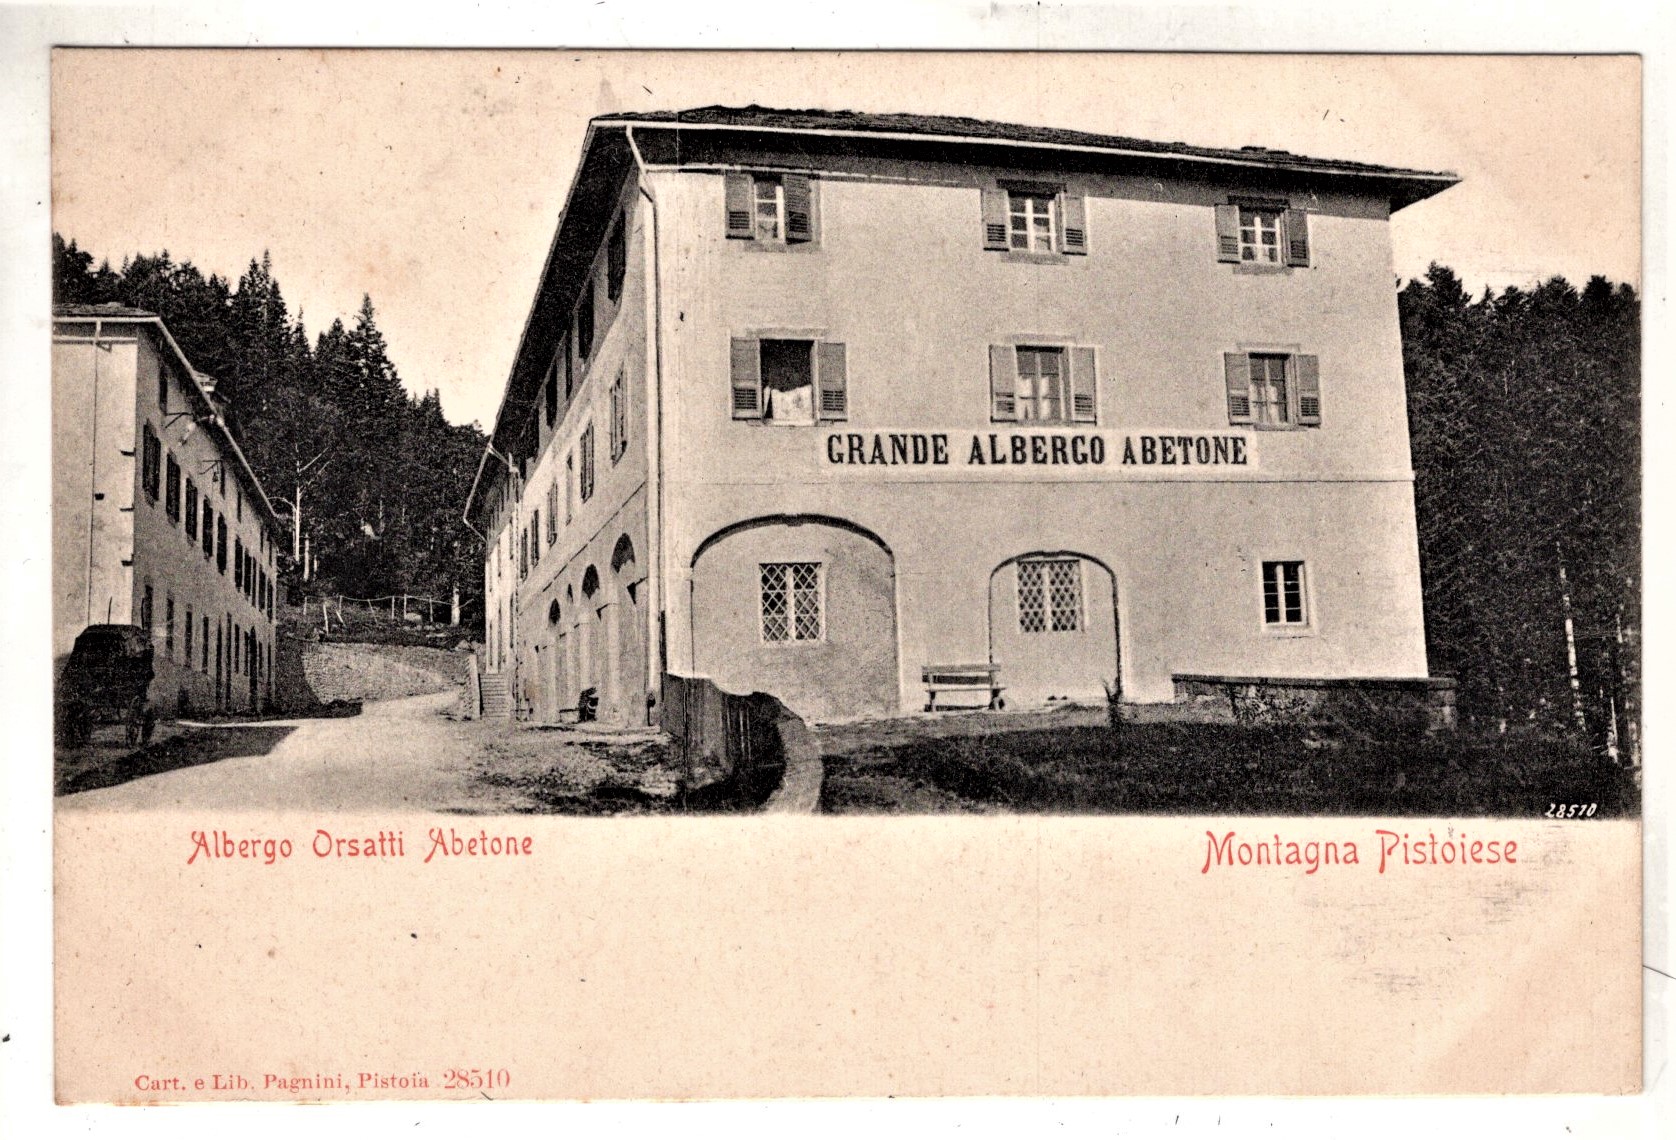 GRANDE ALBERGO ABETONE
28510
Albergo Orsatti Abetone
Montagna Pistoiese
Cart. e Lib. Pagnini, Pistoia 28510